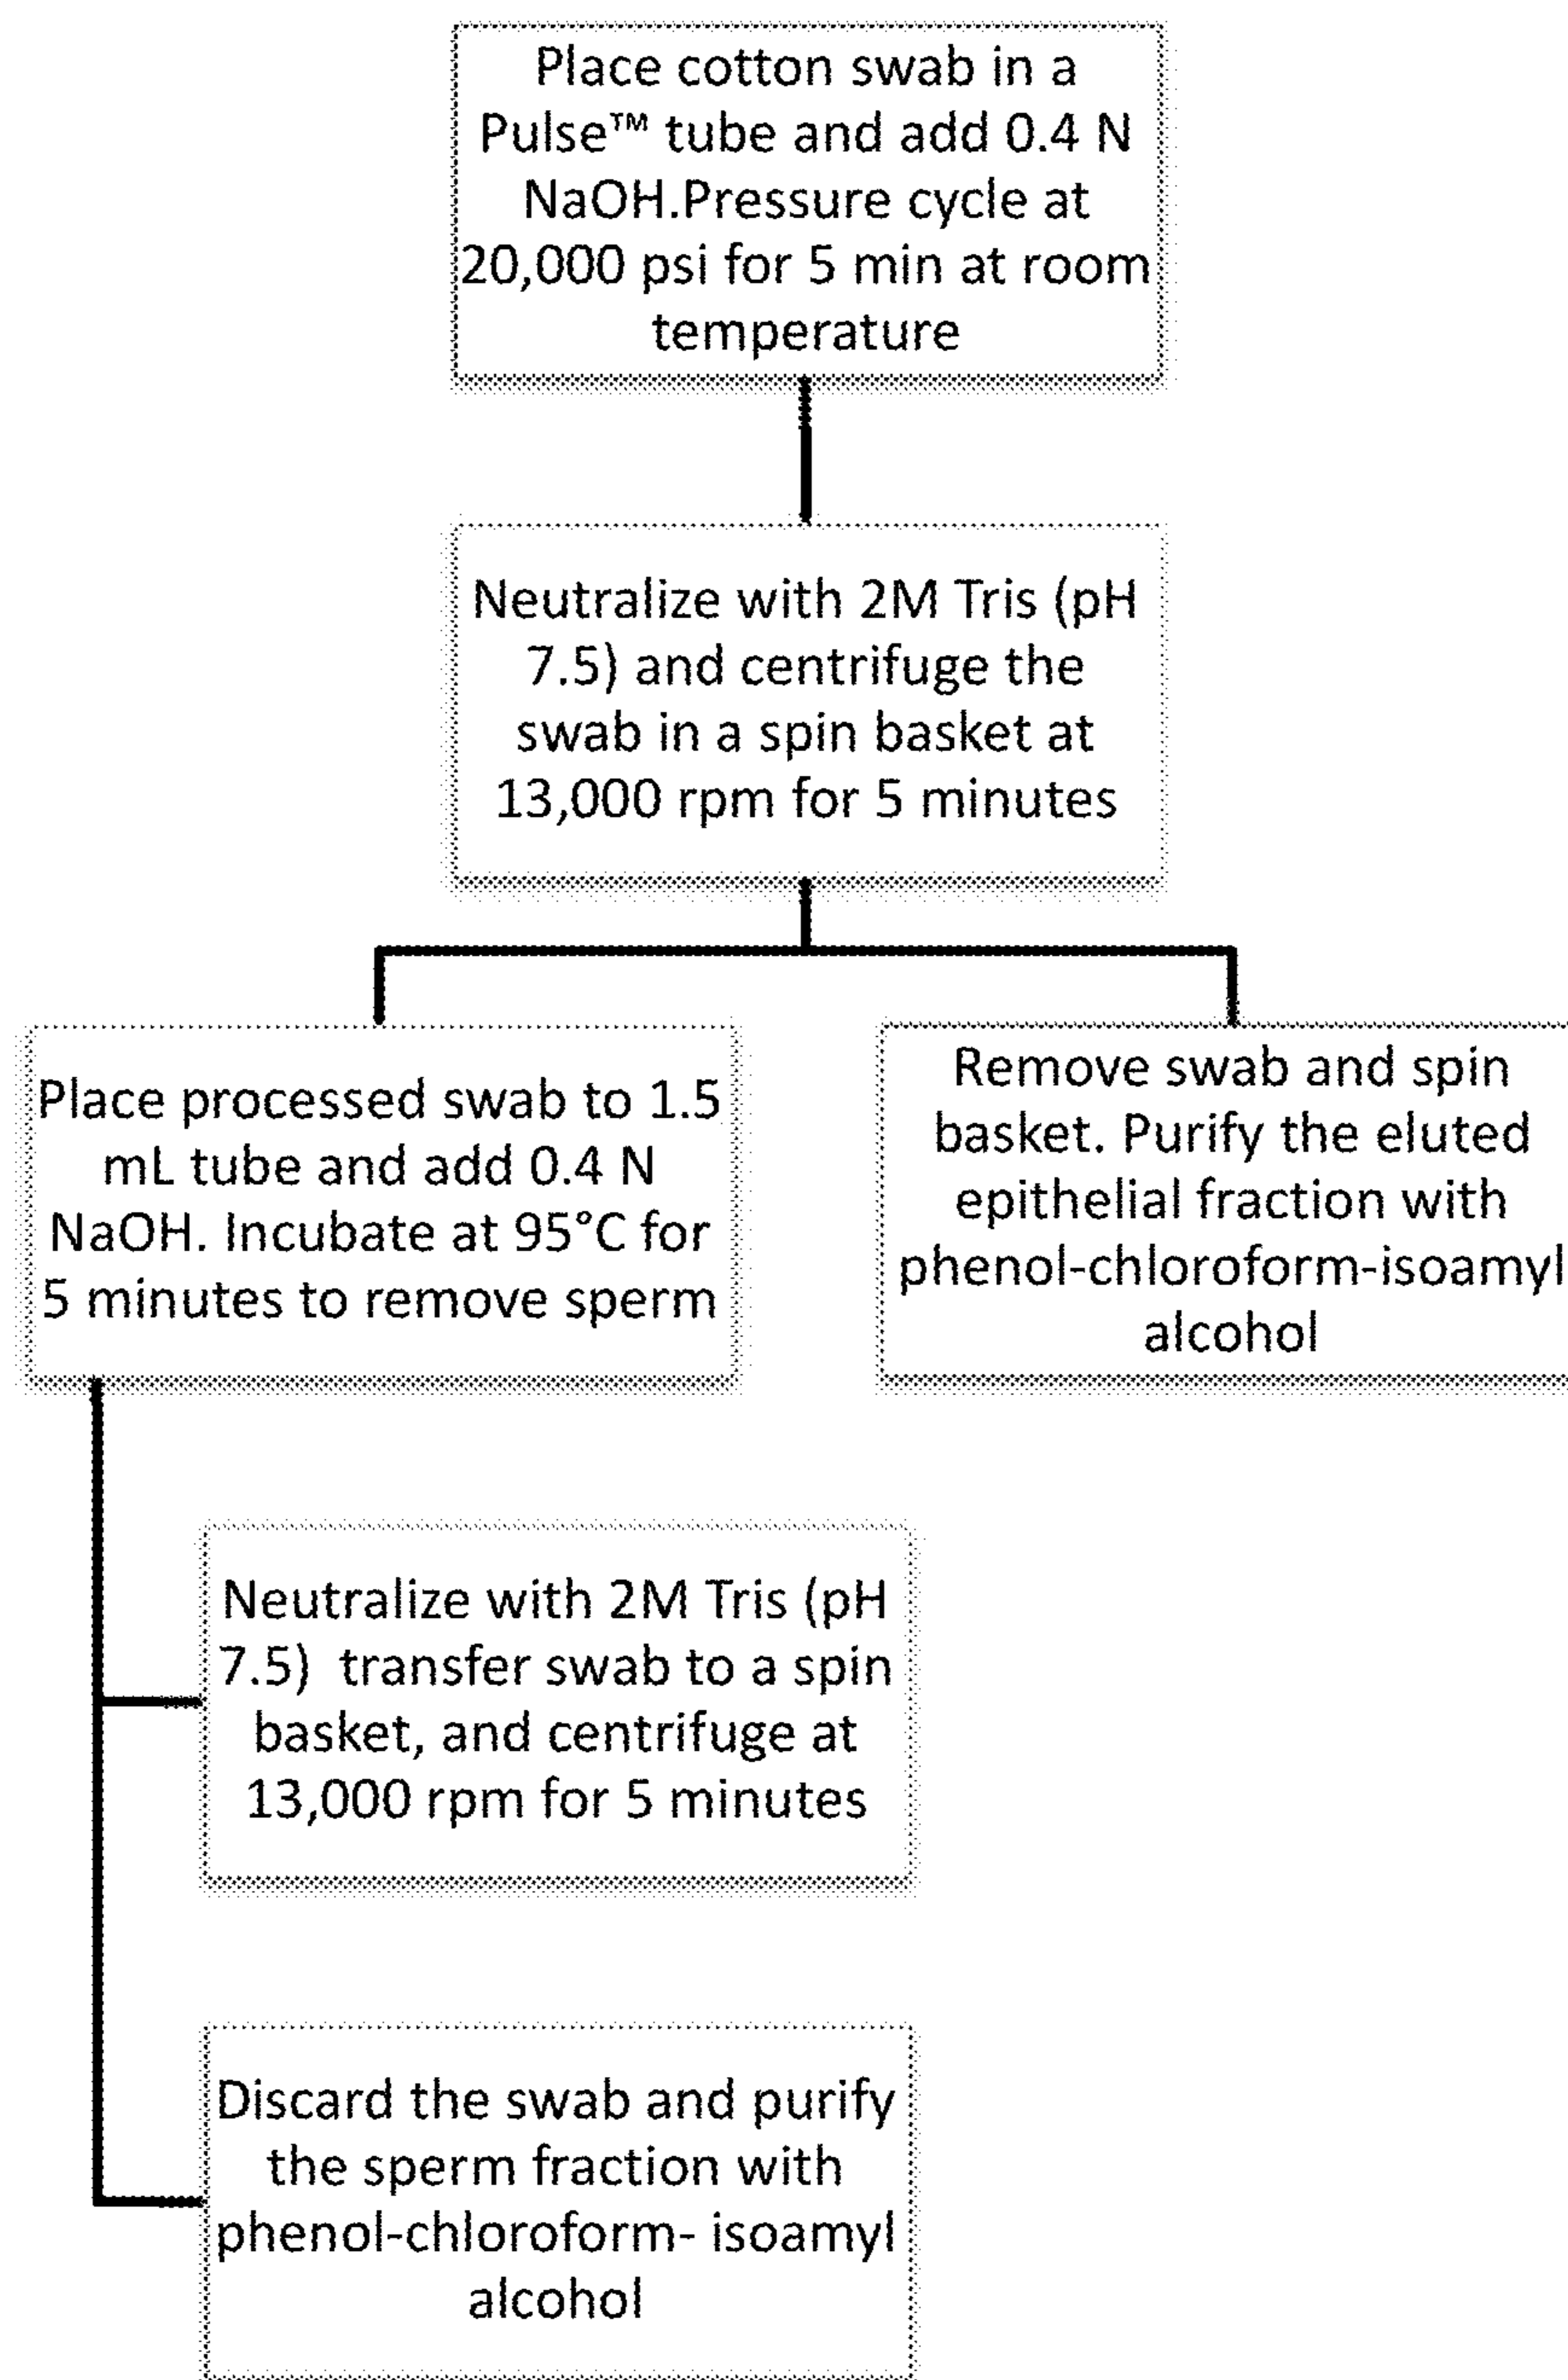 Place cotton swab in a
Pulse™ tube and add 0.4 N
NaOH.Pressure cycle at
20,000 psi for 5 min at room
temperature
Neutralize with 2M Tris (pH
7.5) and centrifuge the
swab in a spin basket at
13,000 rpm for 5 minutes
Place processed swab to 1.5
mL tube and add 0.4 N
NaOH. Incubate at 95°C for
5 minutes to remove sperm
Remove swab and spin
basket. Purify the eluted
epithelial fraction with
phenol-chloroform-isoamyl
alcohol
Neutralize with 2M Tris (pH
7.5)  transfer swab to a spin
basket, and centrifuge at
13,000 rpm for 5 minutes
Discard the swab and purify
the sperm fraction with
phenol-chloroform- isoamyl
alcohol